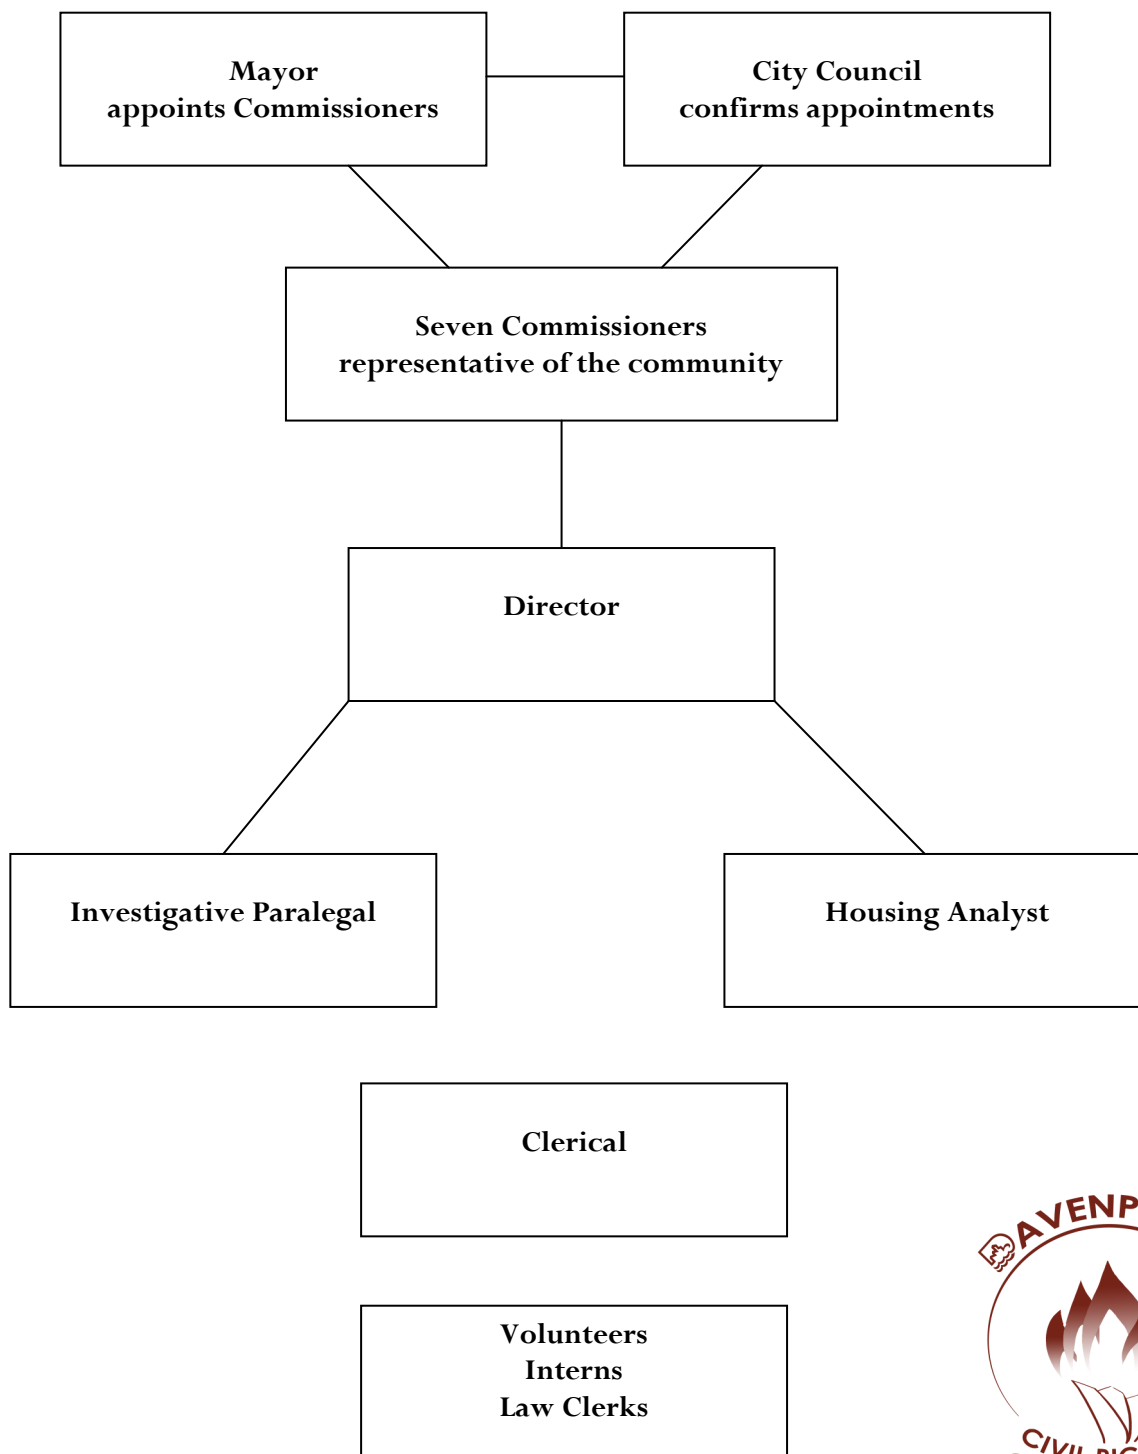 Mayor
appoints Commissioners
City Council
confirms appointments
Seven Commissioners
representative of the community
Director
Investigative Paralegal
Housing Analyst
Clerical
Volunteers
Interns
Law Clerks